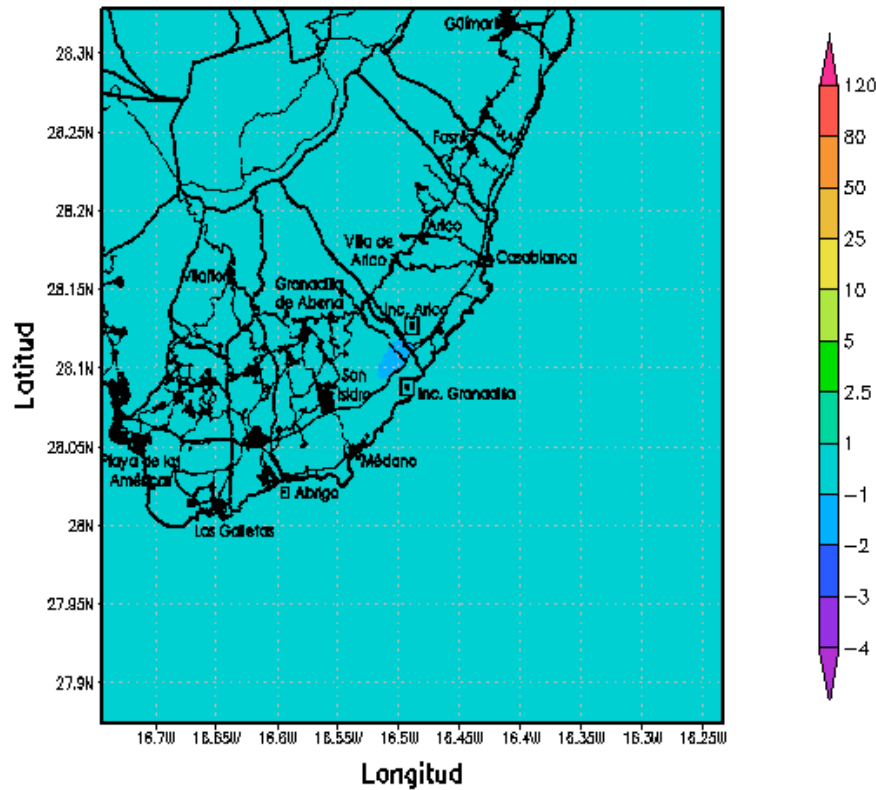 Güimar
28.3N
120
28.25N
80
Fasnia
50
28.2N
Arico
Villa de
Arico
25
Casablanca
Vilaflor
28.15N
Granadilla
de Abona
10
Inc. Arico
5
28.1N
San
Isidro
Inc. Granadilla
2.5
28.05N
Médano
1
Playa de las
Américas
El Abrigo
-1
28N
Las Galletas
-2
27.95N
-3
-4
27.9N
16.7W 16.65W 16.6W 16.55W 16.5W 16.45W 16.4W 16.35W 16.3W 16.25W
Latitud
Longitud